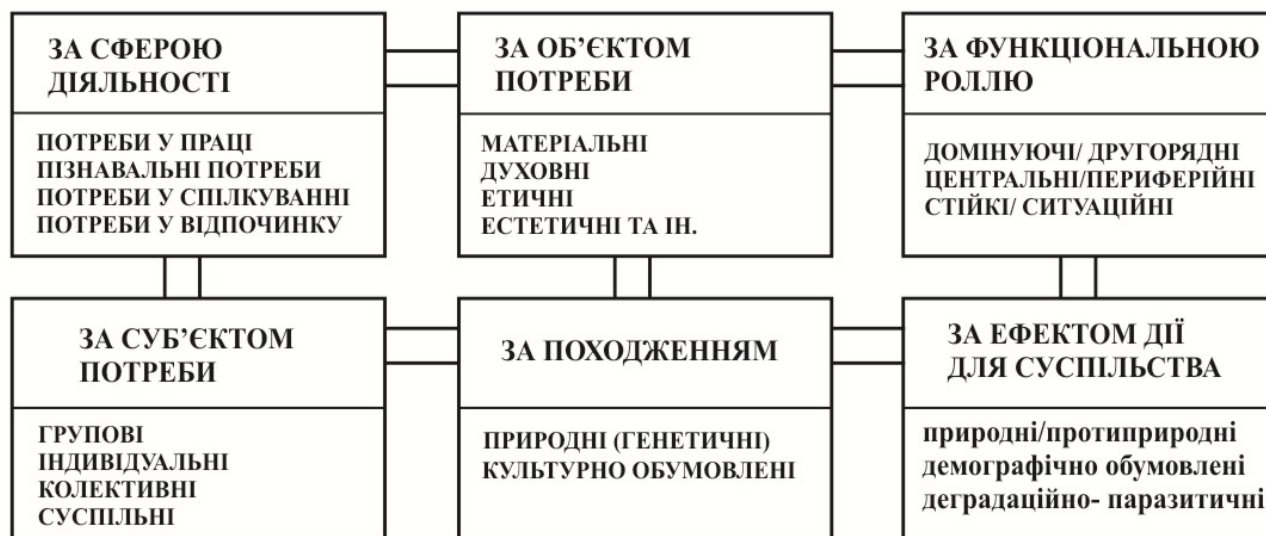 ЗА СФЕРОЮ
ДІЯЛЬНОСТІ
ПОТРЕБИ У ПРАЦІ
ПІЗНАВАЛЬНІ ПОТРЕБИ
ПОТРЕБИ У СПІЛКУВАННІ
ПОТРЕБИ У ВІДПОЧИНКУ
ЗА ОБ’ЄКТОМ
ПОТРЕБИ
МАТЕРІАЛЬНІ
ДУХОВНІ
ЕТИЧНІ
ЕСТЕТИЧНІ ТА ІН.
ЗА ФУНКЦІОНАЛЬНОЮ
РОЛЛЮ
ДОМІНУЮЧІ/ ДРУГОРЯДНІ
ЦЕНТРАЛЬНІ/ПЕРИФЕРІЙНІ
СТІЙКІ/ СИТУАЦІЙНІ
ЗА СУБ’ЄКТОМ
ПОТРЕБИ
ГРУПОВІ
ІНДИВІДУАЛЬНІ
КОЛЕКТИВНІ
СУСПІЛЬНІ
ЗА ПОХОДЖЕННЯМ
ПРИРОДНІ (ГЕНЕТИЧНІ)
КУЛЬТУРНО ОБУМОВЛЕНІ
ЗА ЕФЕКТОМ ДІЇ
ДЛЯ СУСПІЛЬСТВА
природні/протиприродні
демографічно обумовлені
деградаційно- паразитичні